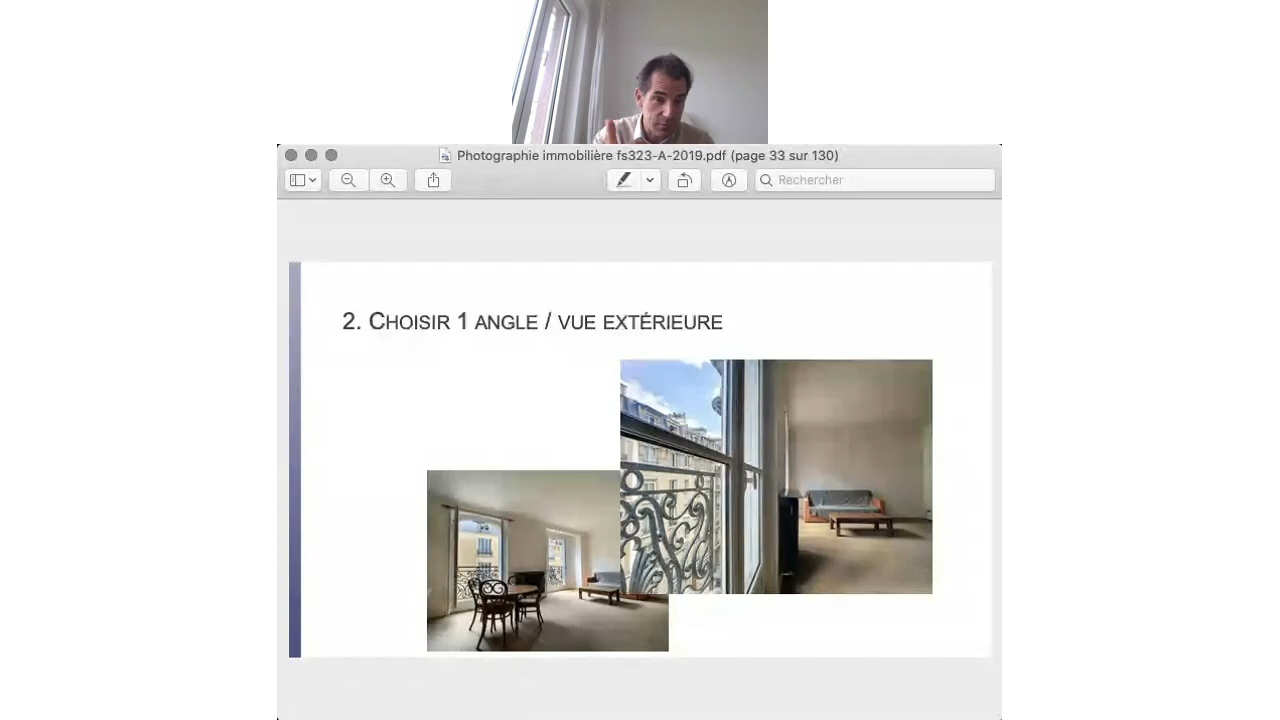 Photographie immobilière fs323-A-2019.pdf (page 33 sur 130)
Rechercher
2. CHOISIR 1 ANGLE / VUE EXTÉRIEURE